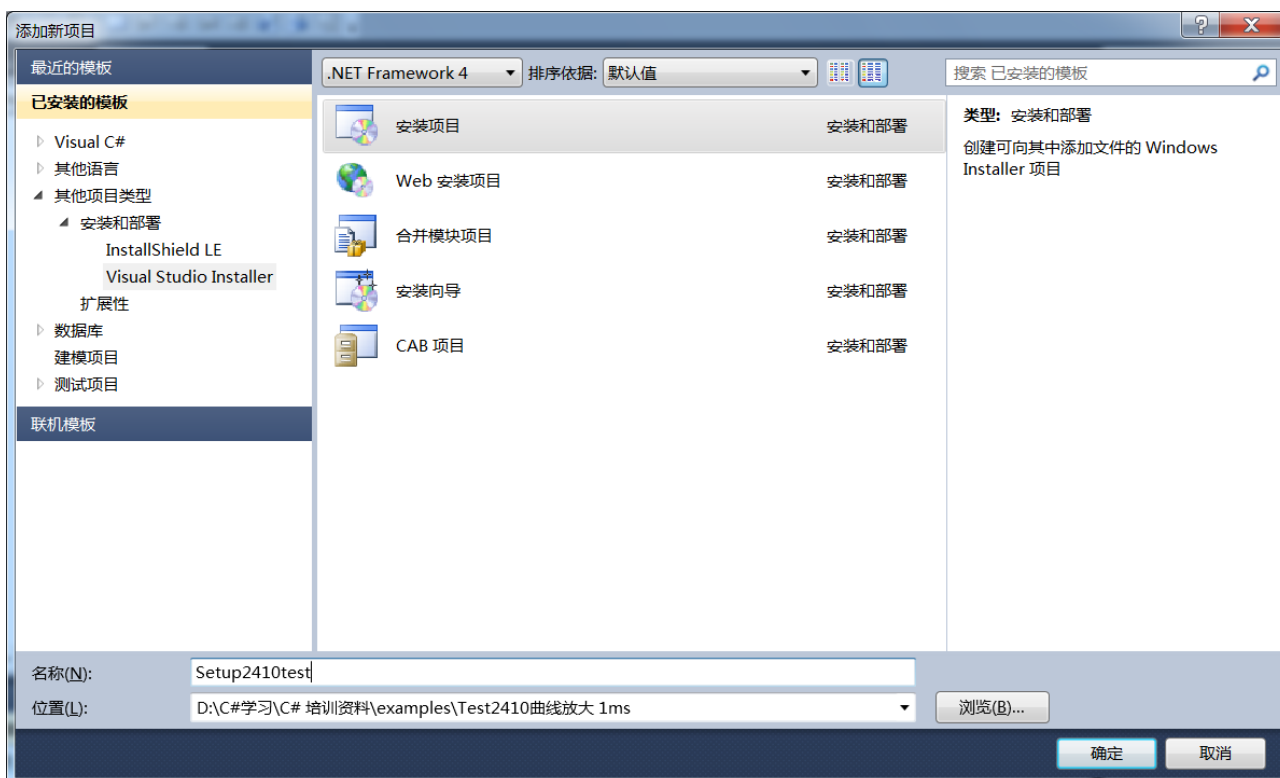 添加新项目
最近的模板
已安装的模板
Visual C#
其他语言
其他项目类型
安装和部署
InstallShield LE
Visual Studio Installer
扩展性
数据库
建模项目
测试项目
联机模板
.NET Framework 4
排序依据: 默认值
搜索 已安装的模板
安装项目 安装和部署
Web 安装项目 安装和部署
合并模块项目 安装和部署
安装向导 安装和部署
CAB 项目 安装和部署
类型: 安装和部署
创建可向其中添加文件的 Windows
Installer 项目
名称(N): Setup2410test
位置(L): D:\C#学习\C# 培训资料\examples\Test2410曲线放大 1ms
浏览(B)...
确定 取消